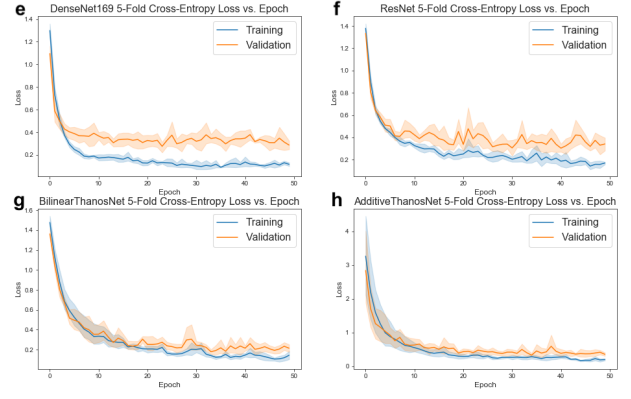 e
DenseNet169 5-Fold Cross-Entropy Loss vs. Epoch
1.4
1.2
1.0
0.8
0.6
0.4
0.2
Loss
Training
Validation
0 10 20 30 40 50
Epoch
f
ResNet 5-Fold Cross-Entropy Loss vs. Epoch
1.4
1.2
1.0
0.8
0.6
0.4
0.2
Loss
Training
Validation
0 10 20 30 40 50
Epoch
g
BilinearThanosNet 5-Fold Cross-Entropy Loss vs. Epoch
1.6
1.4
1.2
1.0
0.8
0.6
0.4
0.2
Loss
Training
Validation
0 10 20 30 40 50
Epoch
h
AdditiveThanosNet 5-Fold Cross-Entropy Loss vs. Epoch
4
3
2
1
0
Loss
Training
Validation
0 10 20 30 40 50
Epoch